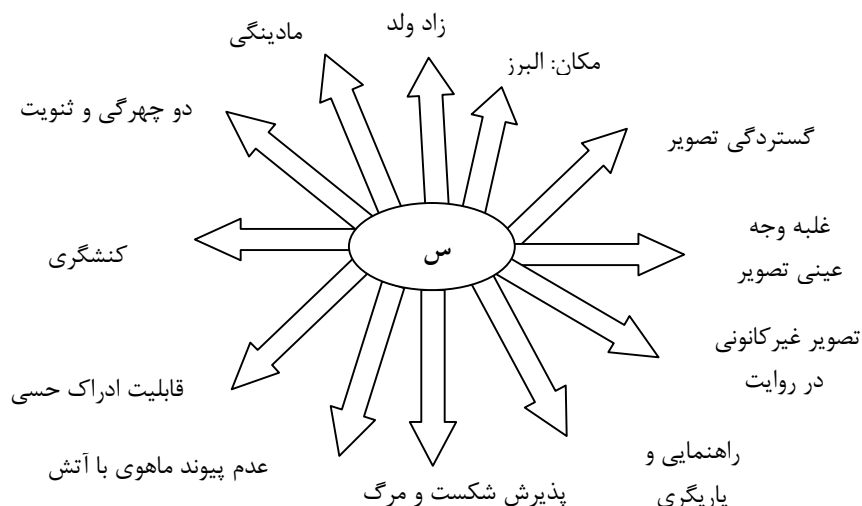 زاد ولد
مادینگی
مکان: البرز
دو چهرگی و ثنویت
گستردگی تصویر
غلبه وجه
عینی تصویر
س
کنشگری
تصویر غیرکانونی
در روایت
قابلیت ادراک حسی
راهنمایی و
یاریگری
عدم پیوند ماهوی با آتش
پذیرش شکست و مرگ